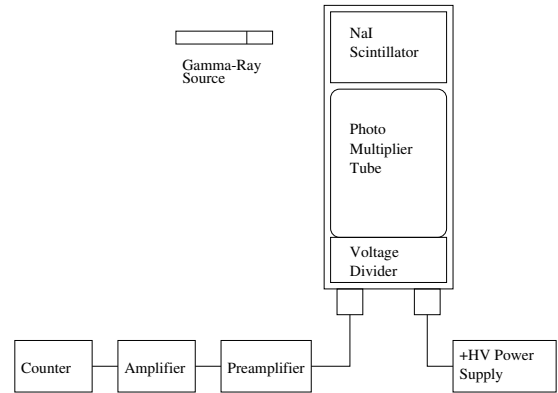 NaI
Scintillator
Gamma-Ray
Source
Photo
Multiplier
Tube
Voltage
Divider
Counter
Amplifier
Preamplifier
+HV Power
Supply